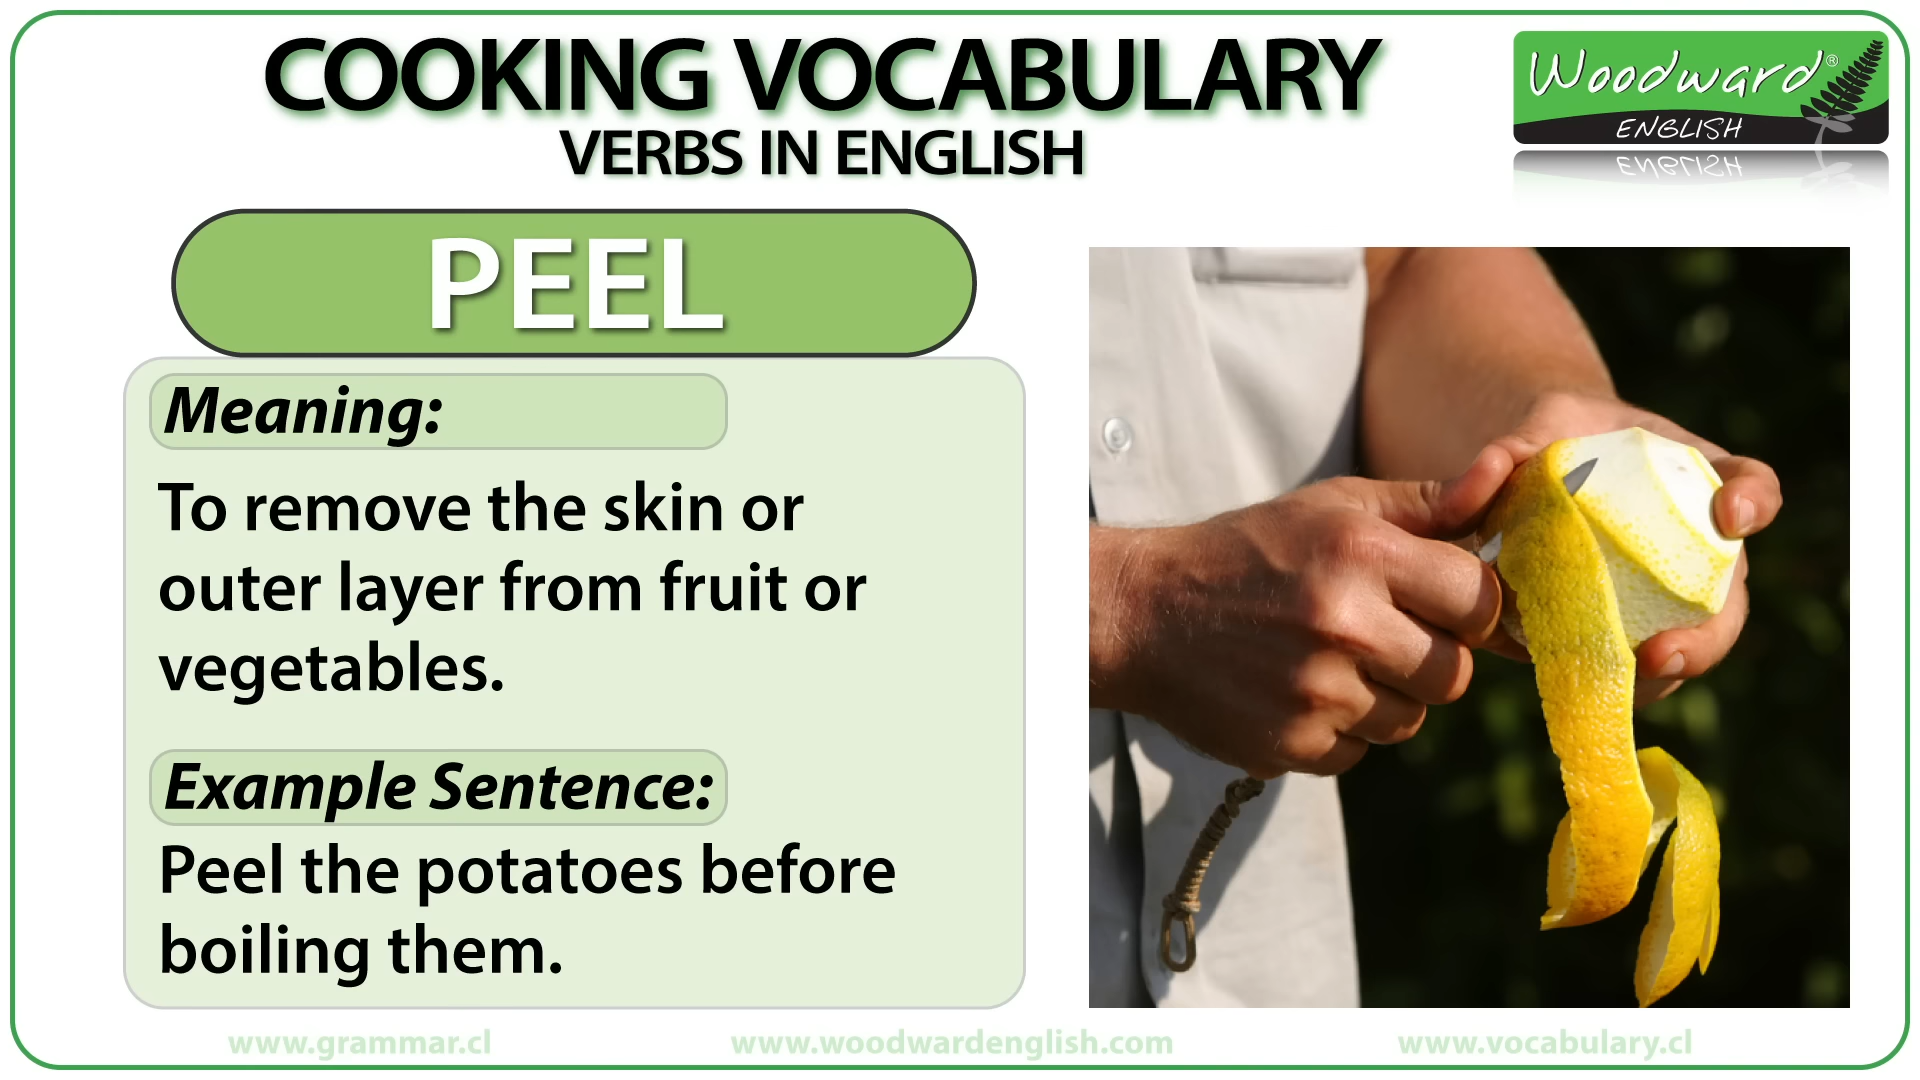 COOKING VOCABULARY
VERBS IN ENGLISH
Woodward®
ENGLISH
PEEL
Meaning:
To remove the skin or
outer layer from fruit or
vegetables.
Example Sentence:
Peel the potatoes before
boiling them.
www.grammar.cl
www.woodwardenglish.com
www.vocabulary.cl